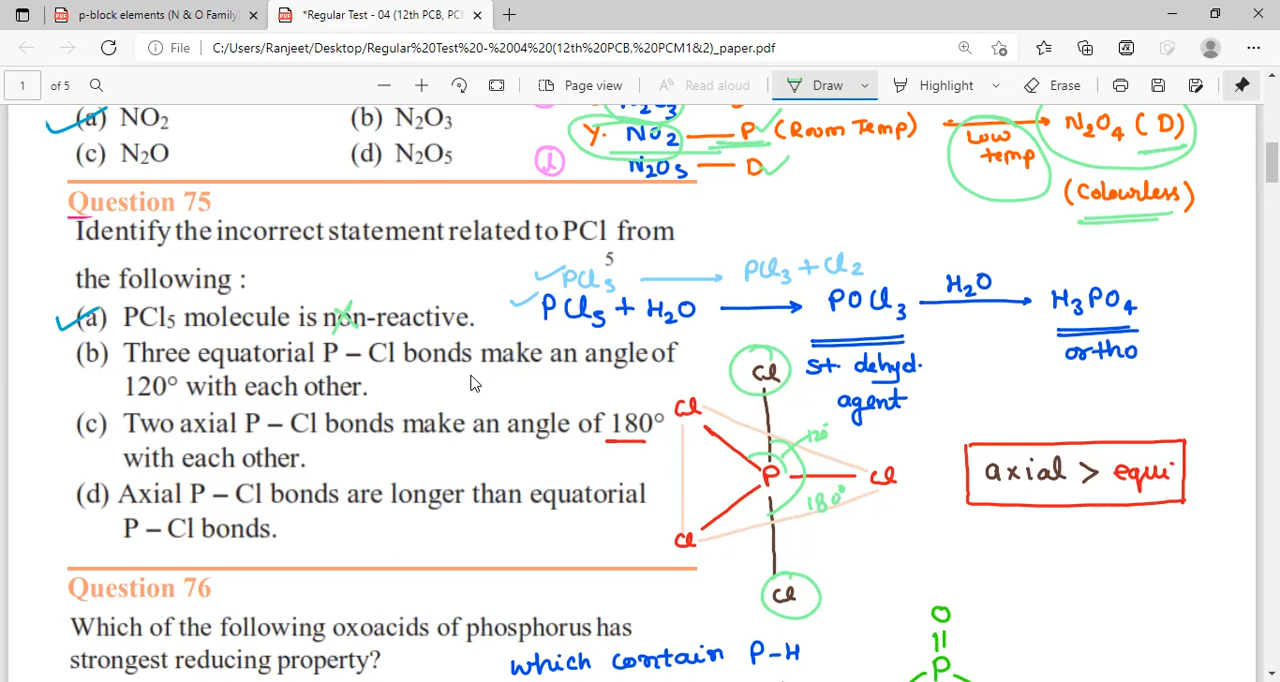 p-block elements (N & O Family)
*Regular Test - 04 (12th PCB, PCM
File
C:/Users/Ranjeet/Desktop/Regular%20Test%20-%2004%20(12th%20PCB,%20PCM1&2)_paper.pdf
1 of 5
Page view
Read aloud
Draw
Highlight
Erase
(a) NO2 (b) N2O3
(c) N2O (d) N2O5
Y. NO2 — P (Room Temp) → N2O4 (D)
Low temp
N2O5 — D
(Colourless)
Question 75
Identify the incorrect statement related to PCl5 from
the following :
PCl5 → PCl3 + Cl2
(a) PCl5 molecule is non-reactive.
PCl5 + H2O → POCl3 H2O → H3PO4
st. dehyd. agent
ortho
(b) Three equatorial P – Cl bonds make an angle of
120° with each other.
(c) Two axial P – Cl bonds make an angle of 180°
with each other.
(d) Axial P – Cl bonds are longer than equatorial
P – Cl bonds.
Cl
Cl
120°
P
Cl
180°
Cl
Cl
axial > equi
Question 76
Which of the following oxoacids of phosphorus has
strongest reducing property?
which contain P-H
O
P